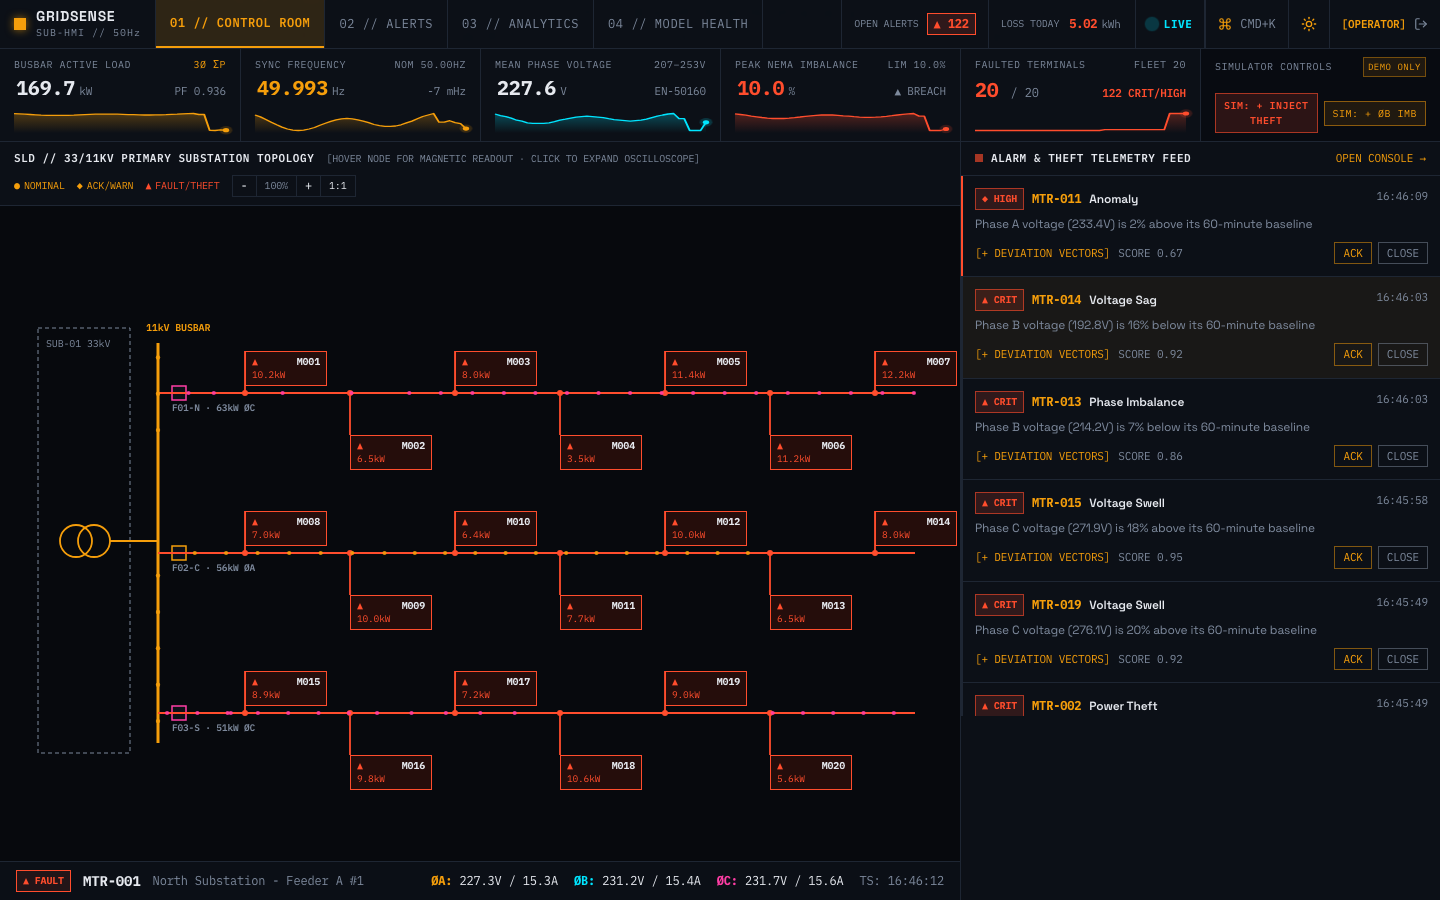 GRIDSENSE
SUB-HMI // 50Hz
01 // CONTROL ROOM
02 // ALERTS
03 // ANALYTICS
04 // MODEL HEALTH
OPEN ALERTS ▲ 122
LOSS TODAY 5.02 kWh
LIVE
⌘ CMD+K
[OPERATOR]
BUSBAR ACTIVE LOAD 3Ø ΣP
169.7 kW PF 0.936
SYNC FREQUENCY NOM 50.00HZ
49.993 Hz -7 mHz
MEAN PHASE VOLTAGE 207–253V
227.6 V EN-50160
PEAK NEMA IMBALANCE LIM 10.0%
10.0 % ▲ BREACH
FAULTED TERMINALS FLEET 20
20 / 20 122 CRIT/HIGH
SIMULATOR CONTROLS DEMO ONLY
SIM: + INJECT THEFT
SIM: + ØB IMB
SLD // 33/11KV PRIMARY SUBSTATION TOPOLOGY [HOVER NODE FOR MAGNETIC READOUT · CLICK TO EXPAND OSCILLOSCOPE]
● NOMINAL ◆ ACK/WARN ▲ FAULT/THEFT - 100% + 1:1
SUB-01 33kV
11kV BUSBAR
▲ M001
10.2kW
▲ M003
8.0kW
▲ M005
11.4kW
▲ M007
12.2kW
F01-N · 63kW ØC
▲ M002
6.5kW
▲ M004
3.5kW
▲ M006
11.2kW
▲ M008
7.0kW
▲ M010
6.4kW
▲ M012
10.0kW
▲ M014
8.0kW
F02-C · 56kW ØA
▲ M009
10.0kW
▲ M011
7.7kW
▲ M013
6.5kW
▲ M015
8.9kW
▲ M017
7.2kW
▲ M019
9.0kW
F03-S · 51kW ØC
▲ M016
9.8kW
▲ M018
10.6kW
▲ M020
5.6kW
▲ FAULT MTR-001 North Substation - Feeder A #1 ØA: 227.3V / 15.3A ØB: 231.2V / 15.4A ØC: 231.7V / 15.6A TS: 16:46:12
ALARM & THEFT TELEMETRY FEED OPEN CONSOLE →
◆ HIGH MTR-011 Anomaly 16:46:09
Phase A voltage (233.4V) is 2% above its 60-minute baseline
[+ DEVIATION VECTORS] SCORE 0.67 ACK CLOSE
▲ CRIT MTR-014 Voltage Sag 16:46:03
Phase B voltage (192.8V) is 16% below its 60-minute baseline
[+ DEVIATION VECTORS] SCORE 0.92 ACK CLOSE
▲ CRIT MTR-013 Phase Imbalance 16:46:03
Phase B voltage (214.2V) is 7% below its 60-minute baseline
[+ DEVIATION VECTORS] SCORE 0.86 ACK CLOSE
▲ CRIT MTR-015 Voltage Swell 16:45:58
Phase C voltage (271.9V) is 18% above its 60-minute baseline
[+ DEVIATION VECTORS] SCORE 0.95 ACK CLOSE
▲ CRIT MTR-019 Voltage Swell 16:45:49
Phase C voltage (276.1V) is 20% above its 60-minute baseline
[+ DEVIATION VECTORS] SCORE 0.92 ACK CLOSE
▲ CRIT MTR-002 Power Theft 16:45:49